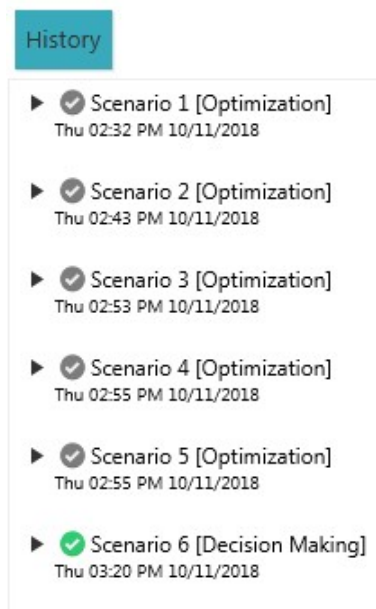 History
Scenario 1 [Optimization]
Thu 02:32 PM 10/11/2018
Scenario 2 [Optimization]
Thu 02:43 PM 10/11/2018
Scenario 3 [Optimization]
Thu 02:53 PM 10/11/2018
Scenario 4 [Optimization]
Thu 02:55 PM 10/11/2018
Scenario 5 [Optimization]
Thu 02:55 PM 10/11/2018
Scenario 6 [Decision Making]
Thu 03:20 PM 10/11/2018